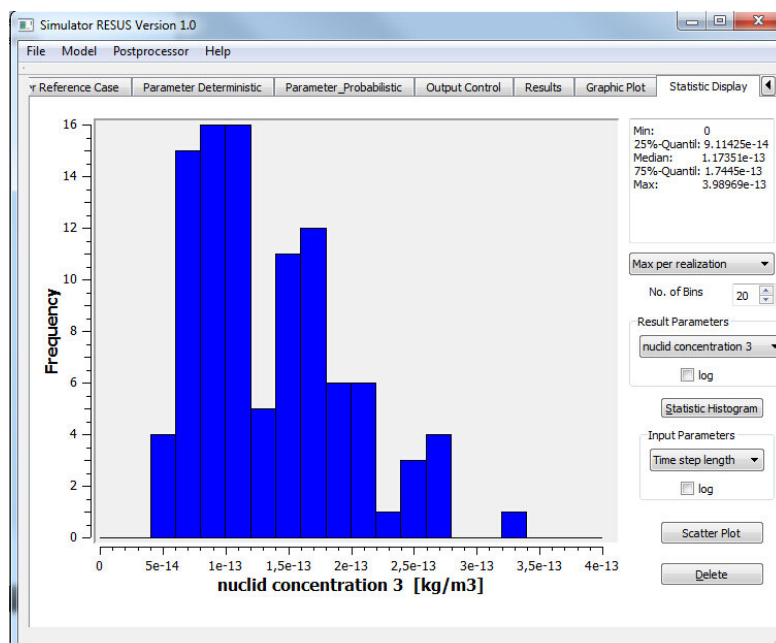 Simulator RESUS Version 1.0
File Model Postprocessor Help
r Reference Case Parameter Deterministic Parameter_Probabilistic Output Control Results Graphic Plot Statistic Display
16
14
12
10
8
6
4
2
0
Frequency
0 5e-14 1e-13 1,5e-13 2e-13 2,5e-13 3e-13 3,5e-13 4e-13
nuclid concentration 3 [kg/m3]
Min: 0
25%-Quantil: 9.11425e-14
Median: 1.17351e-13
75%-Quantil: 1.7445e-13
Max: 3.98969e-13
Max per realization
No. of Bins 20
Result Parameters
nuclid concentration 3
log
Statistic Histogram
Input Parameters
Time step length
log
Scatter Plot
Delete